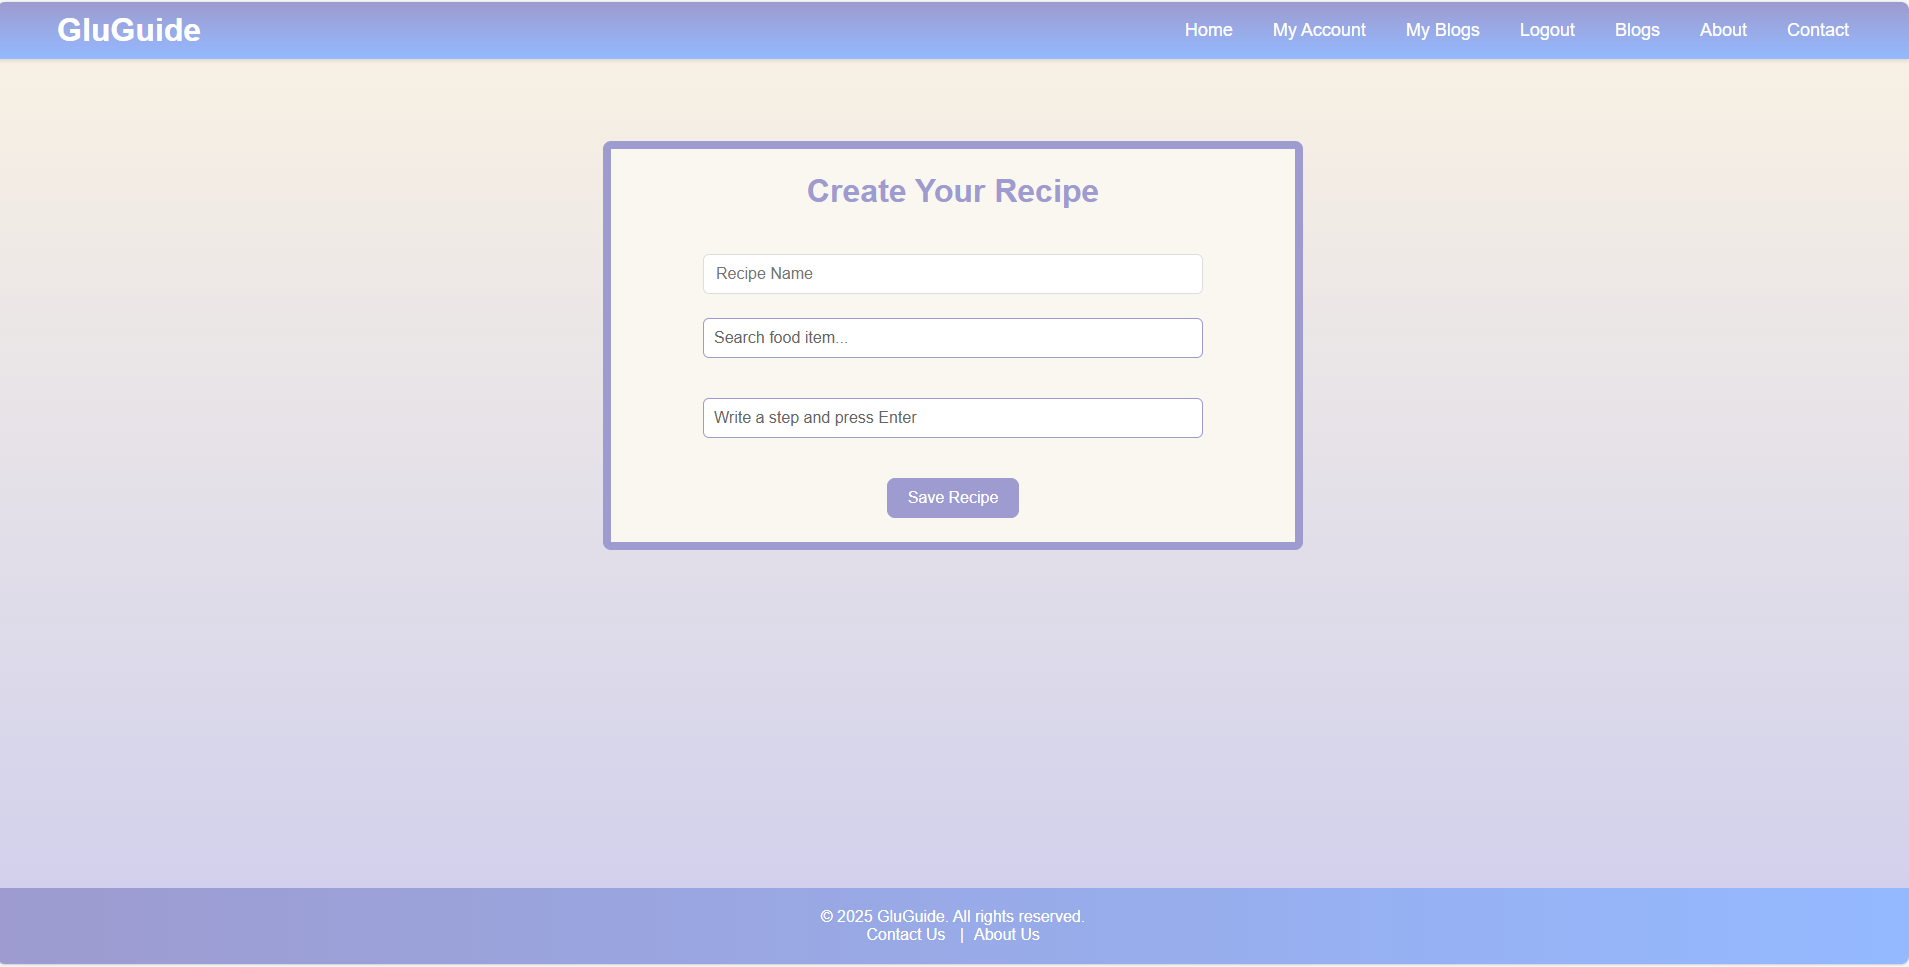 GluGuide
Home My Account My Blogs Logout Blogs About Contact
Create Your Recipe
Recipe Name
Search food item...
Write a step and press Enter
Save Recipe
© 2025 GluGuide. All rights reserved.
Contact Us | About Us